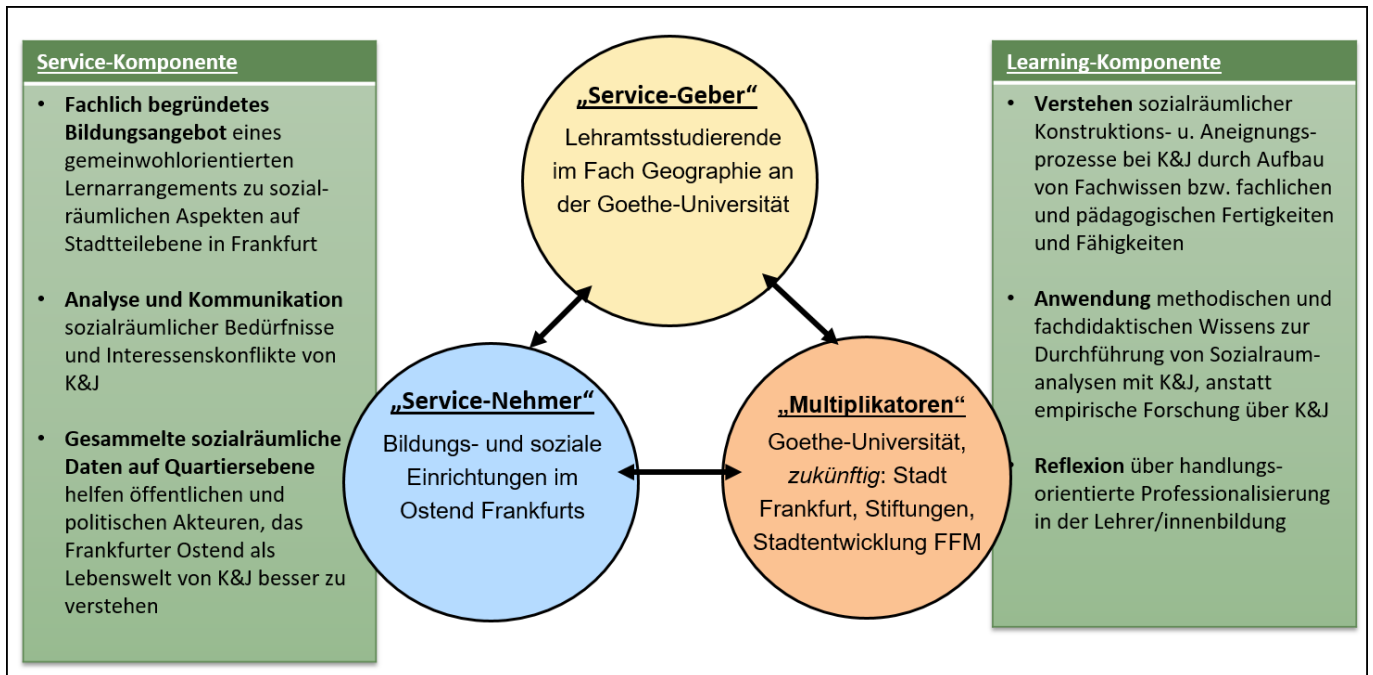 Service-Komponente
• Fachlich begründetes
Bildungsangebot eines
gemeinwohlorientierten
Lernarrangements zu sozial-
räumlichen Aspekten auf
Stadtteilebene in Frankfurt
• Analyse und Kommunikation
sozialräumlicher Bedürfnisse
und Interessenskonflikte von
K&J
• Gesammelte sozialräumliche
Daten auf Quartiersebene
helfen öffentlichen und
politischen Akteuren, das
Frankfurter Ostend als
Lebenswelt von K&J besser zu
verstehen
„Service-Geber“
Lehramtsstudierende
im Fach Geographie an
der Goethe-Universität
„Service-Nehmer“
Bildungs- und soziale
Einrichtungen im
Ostend Frankfurts
„Multiplikatoren“
Goethe-Universität,
zukünftig: Stadt
Frankfurt, Stiftungen,
Stadtentwicklung FFM
Learning-Komponente
• Verstehen sozialräumlicher
Konstruktions- u. Aneignungs-
prozesse bei K&J durch Aufbau
von Fachwissen bzw. fachlichen
und pädagogischen Fertigkeiten
und Fähigkeiten
• Anwendung methodischen und
fachdidaktischen Wissens zur
Durchführung von Sozialraum-
analysen mit K&J, anstatt
empirische Forschung über K&J
• Reflexion über handlungs-
orientierte Professionalisierung
in der Lehrer/innenbildung